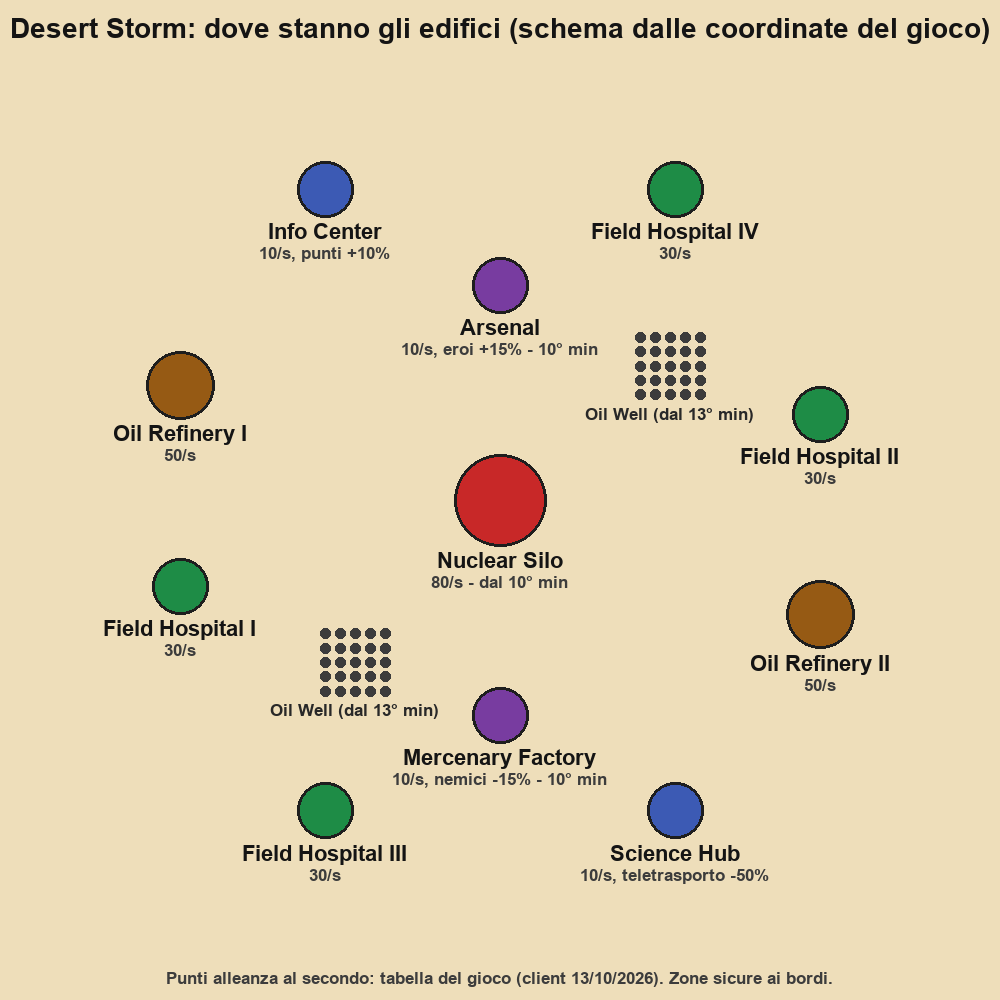 Desert Storm: dove stanno gli edifici (schema dalle coordinate del gioco)
Info Center
10/s, punti +10%
Field Hospital IV
30/s
Arsenal
10/s, eroi +15% - 10° min
Oil Well (dal 13° min)
Oil Refinery I
50/s
Field Hospital II
30/s
Nuclear Silo
80/s - dal 10° min
Field Hospital I
30/s
Oil Refinery II
50/s
Oil Well (dal 13° min)
Mercenary Factory
10/s, nemici -15% - 10° min
Field Hospital III
30/s
Science Hub
10/s, teletrasporto -50%
Punti alleanza al secondo: tabella del gioco (client 13/10/2026). Zone sicure ai bordi.